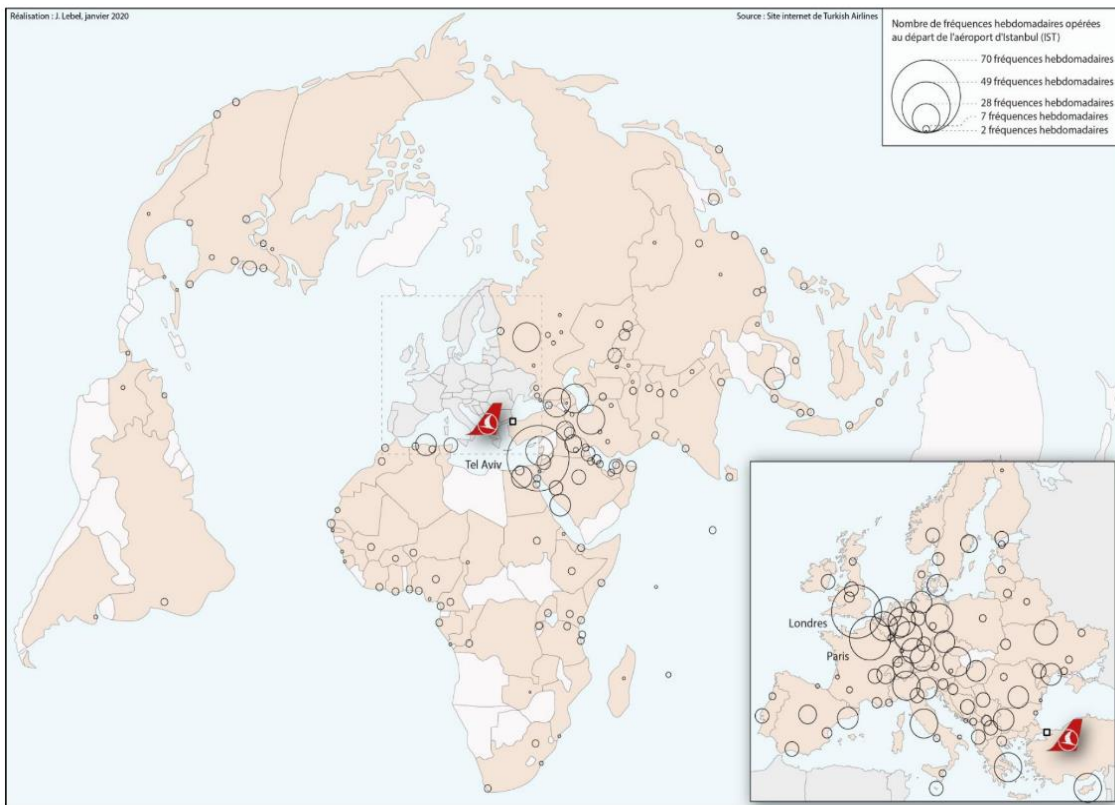 Réalisation : J. Lebel, janvier 2020
Source : Site internet de Turkish Airlines
Nombre de fréquences hebdomadaires opérées
au départ de l'aéroport d'Istanbul (IST)
70 fréquences hebdomadaires
49 fréquences hebdomadaires
28 fréquences hebdomadaires
7 fréquences hebdomadaires
2 fréquences hebdomadaires
Tel Aviv
Londres
Paris